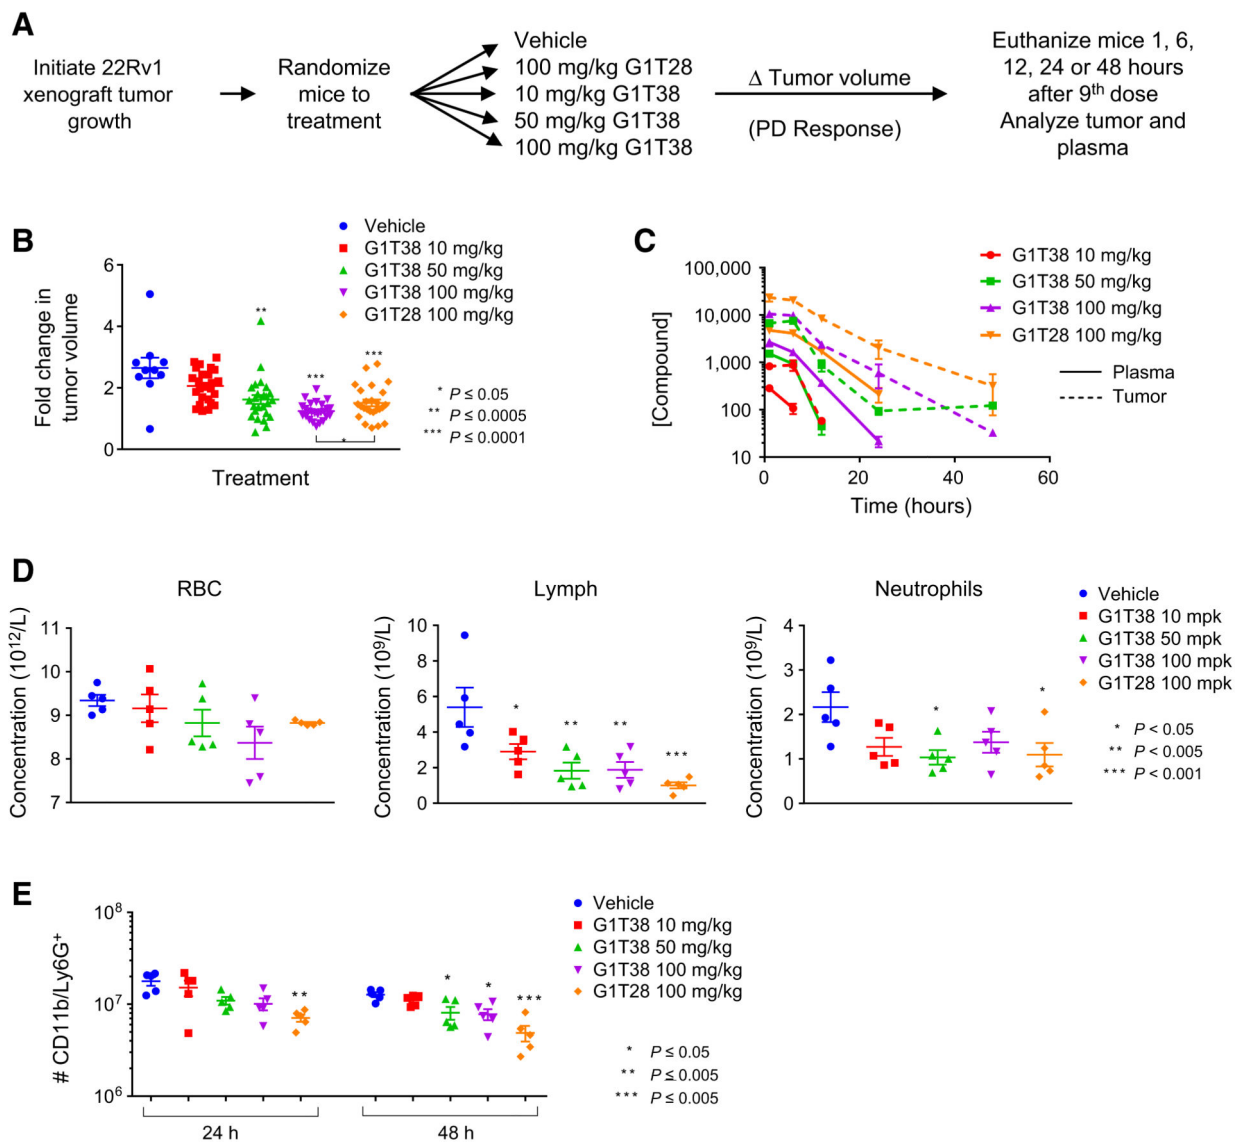 A
Initiate 22Rv1
xenograft tumor
growth
Randomize
mice to
treatment
Vehicle
100 mg/kg G1T28
10 mg/kg G1T38
50 mg/kg G1T38
100 mg/kg G1T38
Δ Tumor volume
(PD Response)
Euthanize mice 1, 6,
12, 24 or 48 hours
after 9th dose
Analyze tumor and
plasma
B
Vehicle
G1T38 10 mg/kg
G1T38 50 mg/kg
G1T38 100 mg/kg
G1T28 100 mg/kg
Fold change in
tumor volume
6
4
2
0
**
***
***
*
Treatment
* P ≤ 0.05
** P ≤ 0.0005
*** P ≤ 0.0001
C
G1T38 10 mg/kg
G1T38 50 mg/kg
G1T38 100 mg/kg
G1T28 100 mg/kg
Plasma
Tumor
[Compound]
100,000
10,000
1,000
100
10
0
20
40
60
Time (hours)
D
RBC
Concentration (10¹²/L)
11
10
9
8
7
Lymph
Concentration (10⁹/L)
10
8
6
4
2
0
*
**
**
***
Neutrophils
Concentration (10⁹/L)
4
3
2
1
0
*
*
Vehicle
G1T38 10 mpk
G1T38 50 mpk
G1T38 100 mpk
G1T28 100 mpk
* P < 0.05
** P < 0.005
*** P < 0.001
E
# CD11b/Ly6G⁺
10⁸
10⁷
10⁶
**
*
*
***
24 h
48 h
Vehicle
G1T38 10 mg/kg
G1T38 50 mg/kg
G1T38 100 mg/kg
G1T28 100 mg/kg
* P ≤ 0.05
** P ≤ 0.005
*** P ≤ 0.005